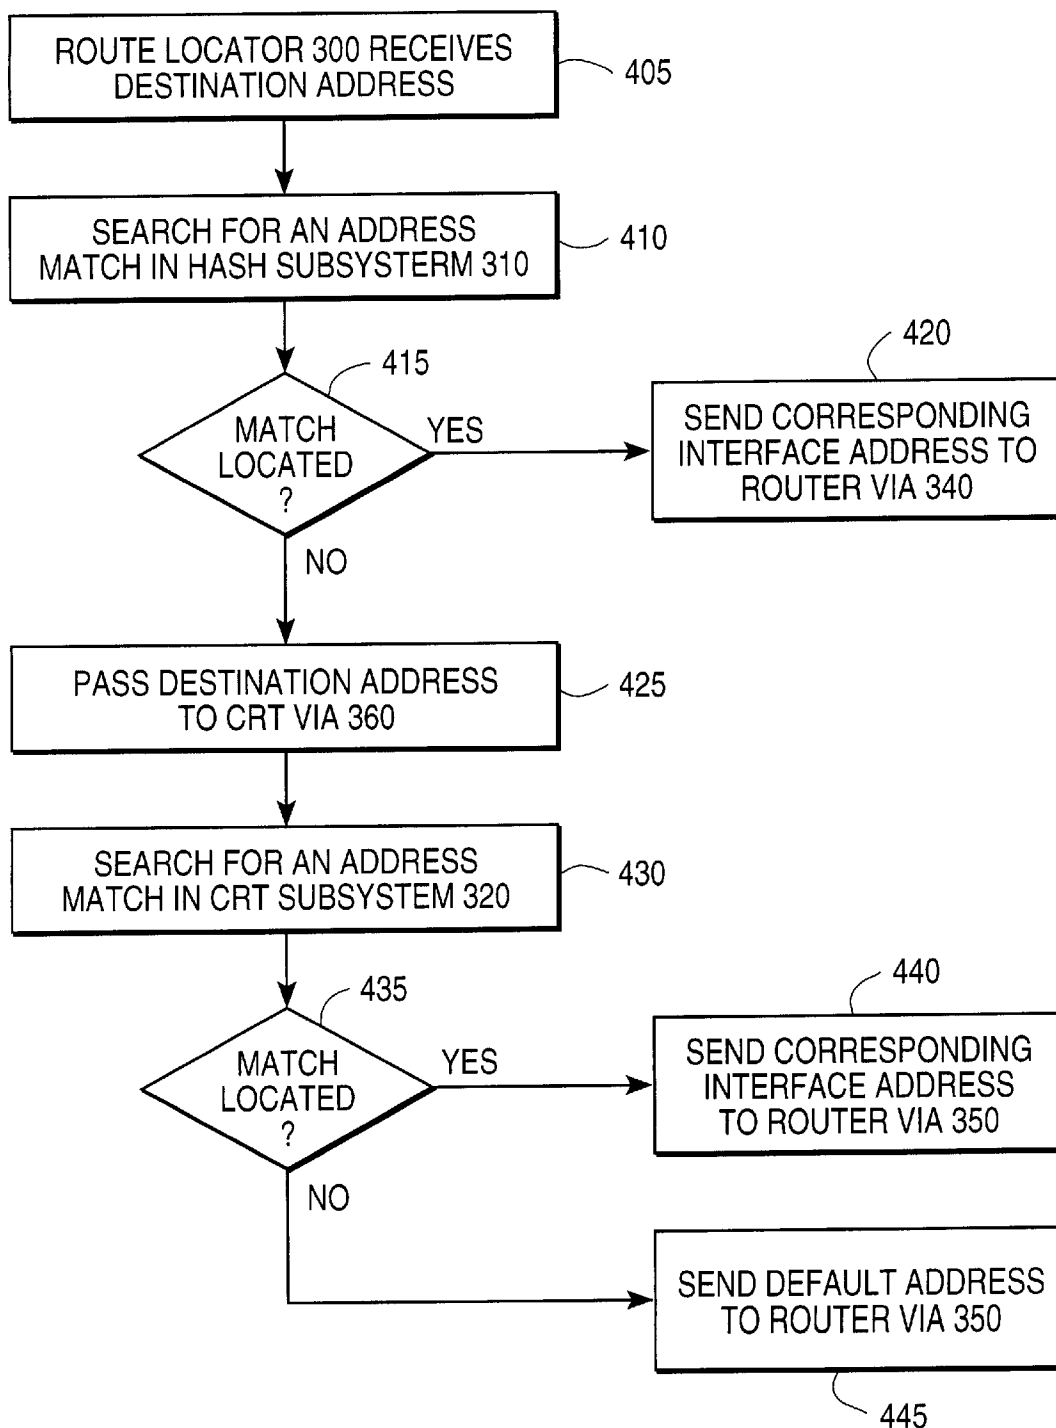 ROUTE LOCATOR 300 RECEIVES
DESTINATION ADDRESS
405
SEARCH FOR AN ADDRESS
MATCH IN HASH SUBSYSTERM 310
410
415
MATCH
LOCATED
?
YES
NO
420
SEND CORRESPONDING
INTERFACE ADDRESS TO
ROUTER VIA 340
PASS DESTINATION ADDRESS
TO CRT VIA 360
425
SEARCH FOR AN ADDRESS
MATCH IN CRT SUBSYSTEM 320
430
435
MATCH
LOCATED
?
YES
NO
440
SEND CORRESPONDING
INTERFACE ADDRESS
TO ROUTER VIA 350
SEND DEFAULT ADDRESS
TO ROUTER VIA 350
445